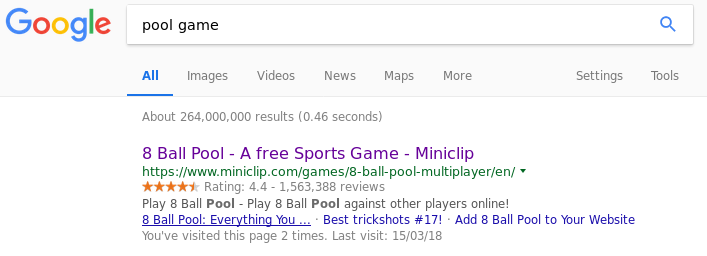 Google pool game
All Images Videos News Maps More Settings Tools
About 264,000,000 results (0.46 seconds)
8 Ball Pool - A free Sports Game - Miniclip
https://www.miniclip.com/games/8-ball-pool-multiplayer/en/
Rating: 4.4 - 1,563,388 reviews
Play 8 Ball Pool - Play 8 Ball Pool against other players online!
8 Ball Pool: Everything You ... · Best trickshots #17! · Add 8 Ball Pool to Your Website
You've visited this page 2 times. Last visit: 15/03/18